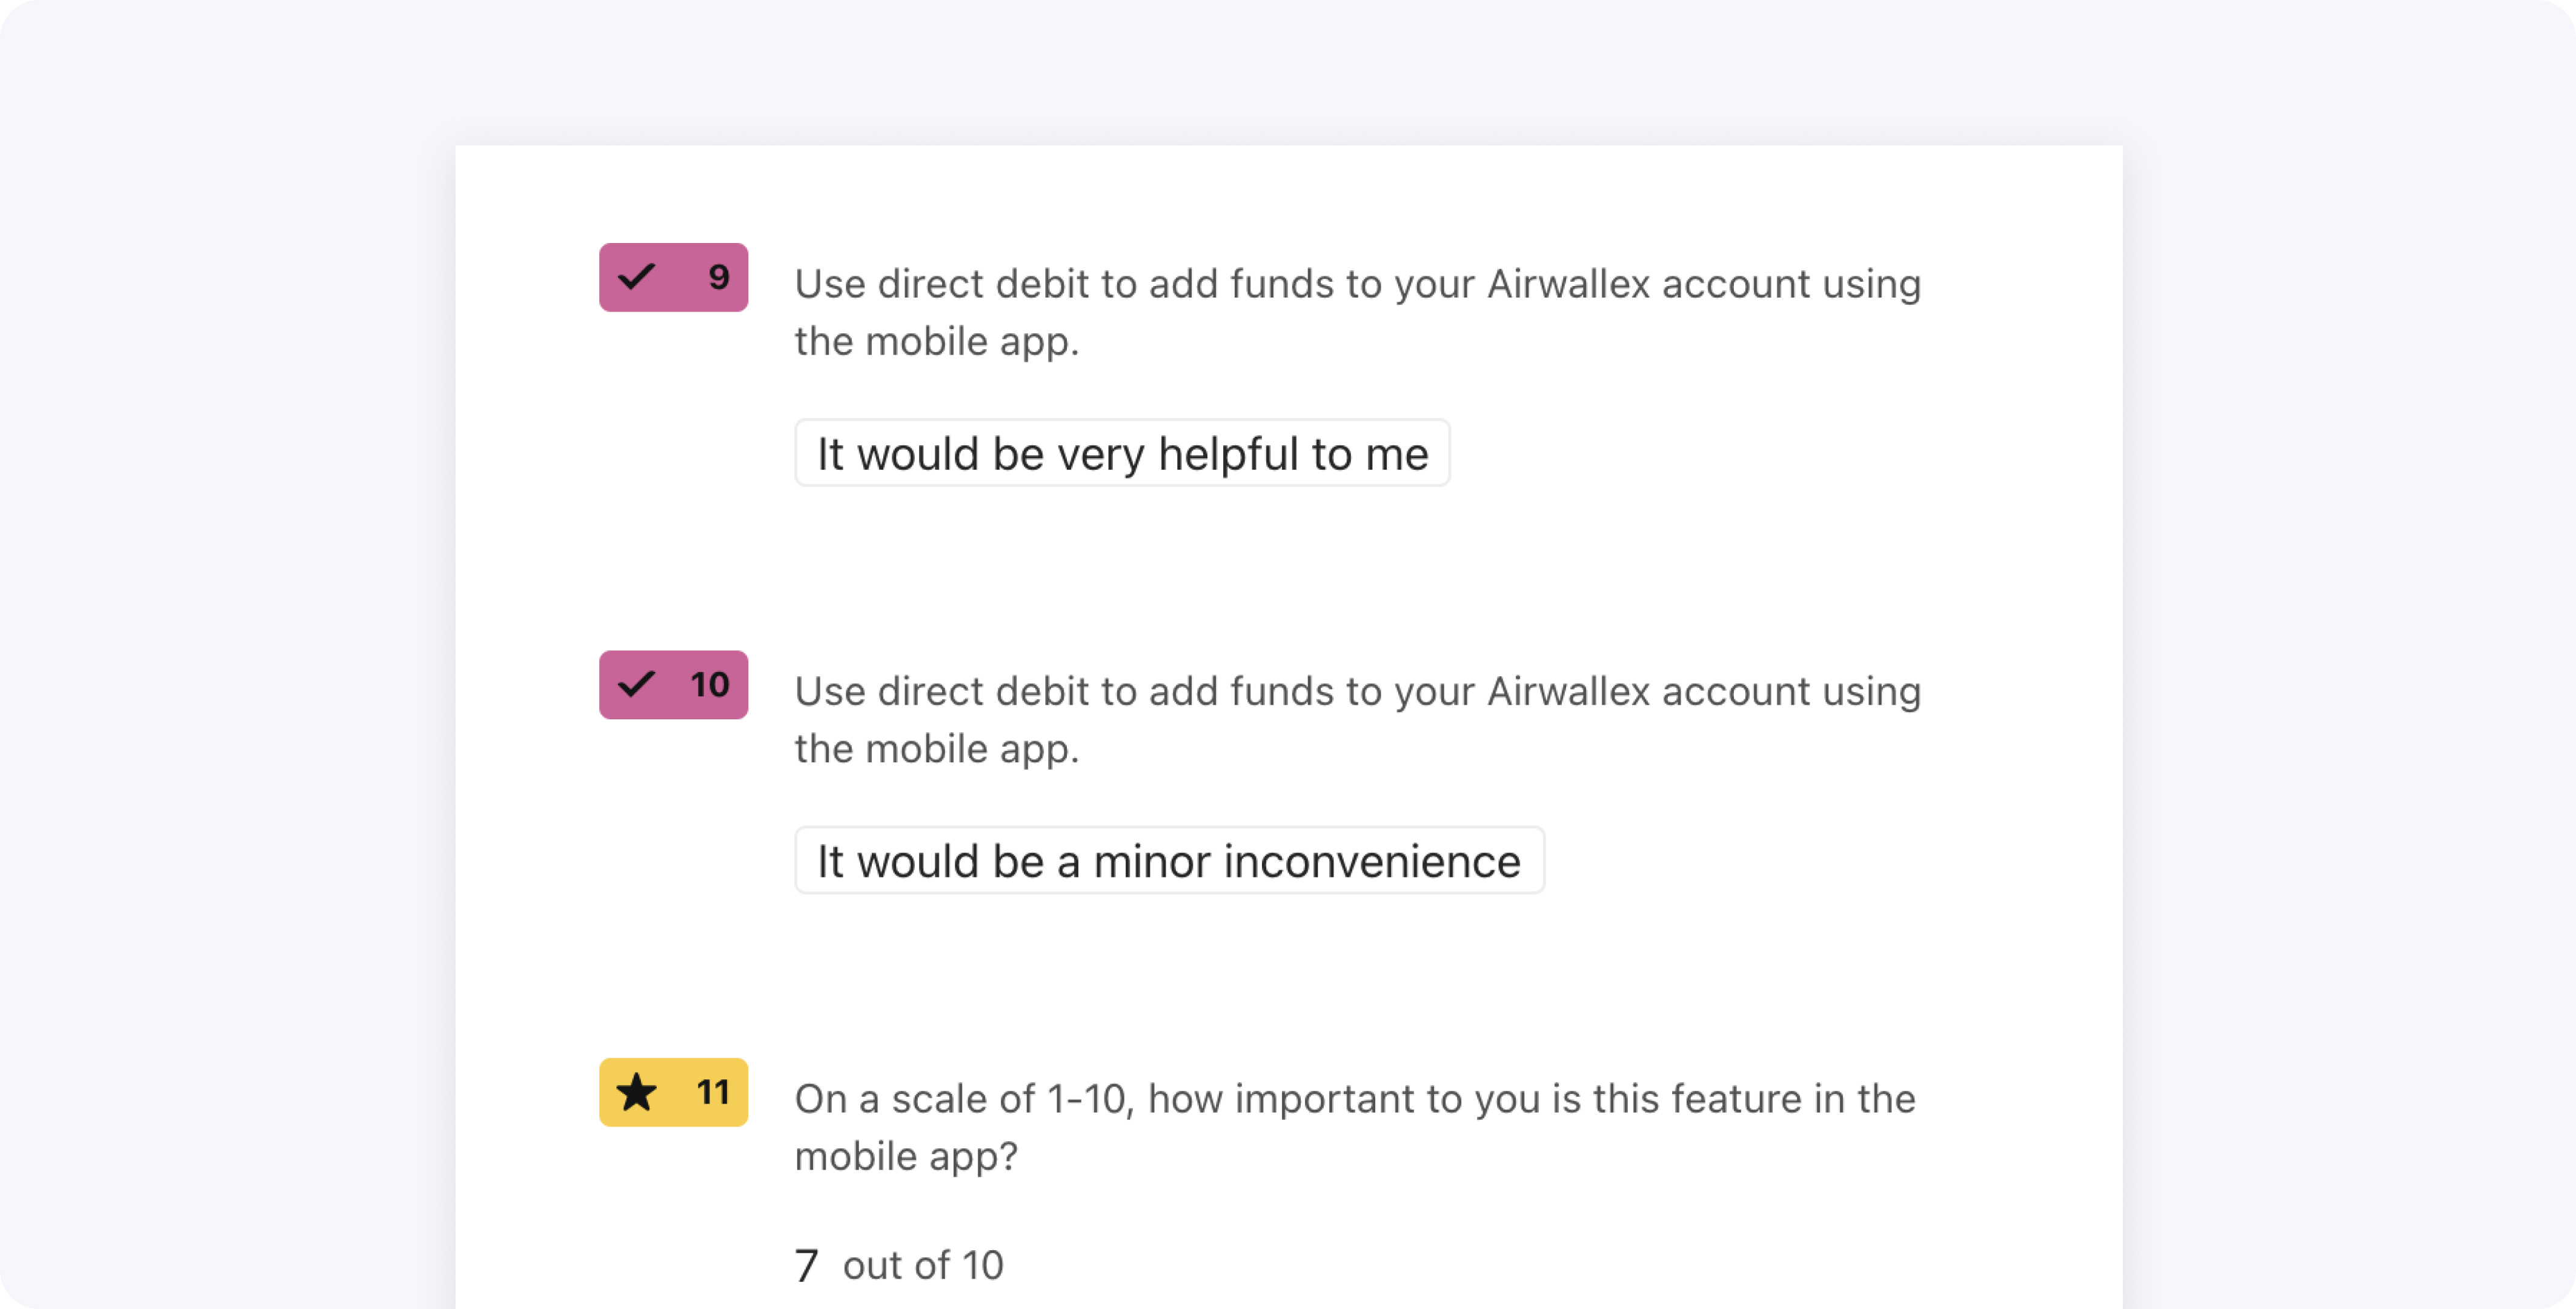 9
Use direct debit to add funds to your Airwallex account using
the mobile app.
It would be very helpful to me
10
Use direct debit to add funds to your Airwallex account using
the mobile app.
It would be a minor inconvenience
11
On a scale of 1-10, how important to you is this feature in the
mobile app?
7 out of 10